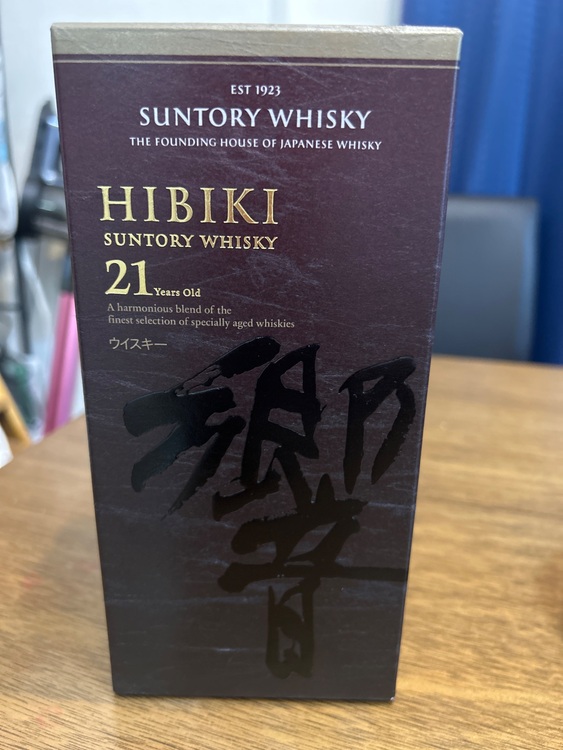 EST 1923
SUNTORY WHISKY
THE FOUNDING HOUSE OF JAPANESE WHISKY
HIBIKI
SUNTORY WHISKY
21 Years Old
A harmonious blend of the
finest selection of specially aged whiskies
ウイスキー
響